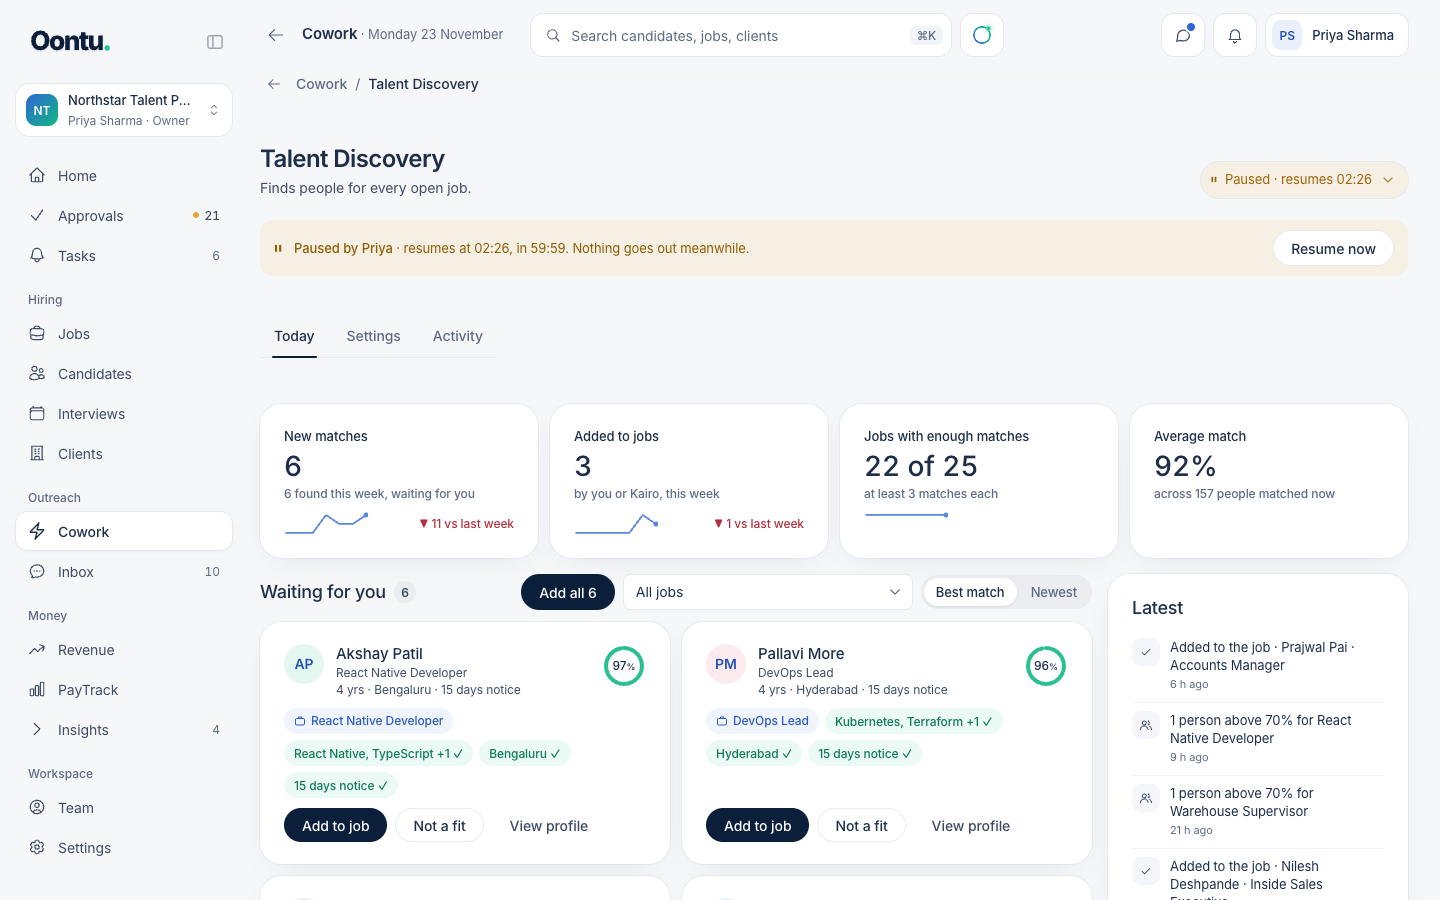 Oontu.
Cowork · Monday 23 November
Search candidates, jobs, clients
⌘K
PS
Priya Sharma
NT
Northstar Talent P...
Priya Sharma · Owner
Cowork / Talent Discovery
Home
Approvals
21
Tasks
6
Hiring
Jobs
Candidates
Interviews
Clients
Outreach
Cowork
Inbox
10
Money
Revenue
PayTrack
Insights
4
Workspace
Team
Settings
Talent Discovery
Finds people for every open job.
Paused · resumes 02:26
Paused by Priya · resumes at 02:26, in 59:59. Nothing goes out meanwhile.
Resume now
Today
Settings
Activity
New matches
6
6 found this week, waiting for you
▼ 11 vs last week
Added to jobs
3
by you or Kairo, this week
▼ 1 vs last week
Jobs with enough matches
22 of 25
at least 3 matches each
Average match
92%
across 157 people matched now
Waiting for you
6
Add all 6
All jobs
Best match
Newest
AP
Akshay Patil
React Native Developer
4 yrs · Bengaluru · 15 days notice
97%
React Native Developer
React Native, TypeScript +1 ✓
Bengaluru ✓
15 days notice ✓
Add to job
Not a fit
View profile
PM
Pallavi More
DevOps Lead
4 yrs · Hyderabad · 15 days notice
96%
DevOps Lead
Kubernetes, Terraform +1 ✓
Hyderabad ✓
15 days notice ✓
Add to job
Not a fit
View profile
Latest
Added to the job · Prajwal Pai ·
Accounts Manager
6 h ago
1 person above 70% for React
Native Developer
9 h ago
1 person above 70% for
Warehouse Supervisor
21 h ago
Added to the job · Nilesh
Deshpande · Inside Sales